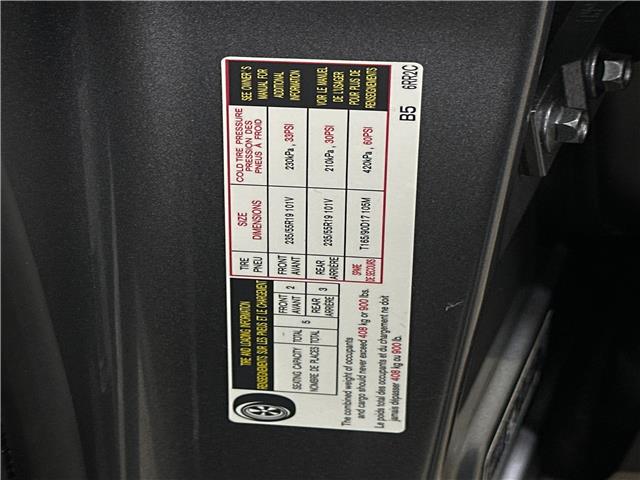 TIRE AND LOADING INFORMATION
RENSEIGNEMENTS SUR LES PNEUS ET LE CHARGEMENT
SEATING CAPACITY TOTAL 5 FRONT 2 REAR 3
NOMBRE DE PLACES TOTAL AVANT ARRIÈRE
The combined weight of occupants
and cargo should never exceed 408 kg or 900 lbs.
Le poids total des occupants et du chargement ne doit
jamais dépasser 408 kg ou 900 lb.
TIRE SIZE COLD TIRE PRESSURE
PNEU DIMENSIONS PRESSION DES
PNEUS À FROID
FRONT 235/55R19 101V 230kPa, 33PSI
AVANT
REAR 235/55R19 101V 210kPa, 30PSI
ARRIÈRE
SPARE T165/90D17 105M 420kPa, 60PSI
DE SECOURS
SEE OWNER'S
MANUAL FOR
ADDITIONAL
INFORMATION
VOIR LE MANUEL
DE L'USAGER
POUR PLUS DE
RENSEIGNEMENTS
B5 6RR2C